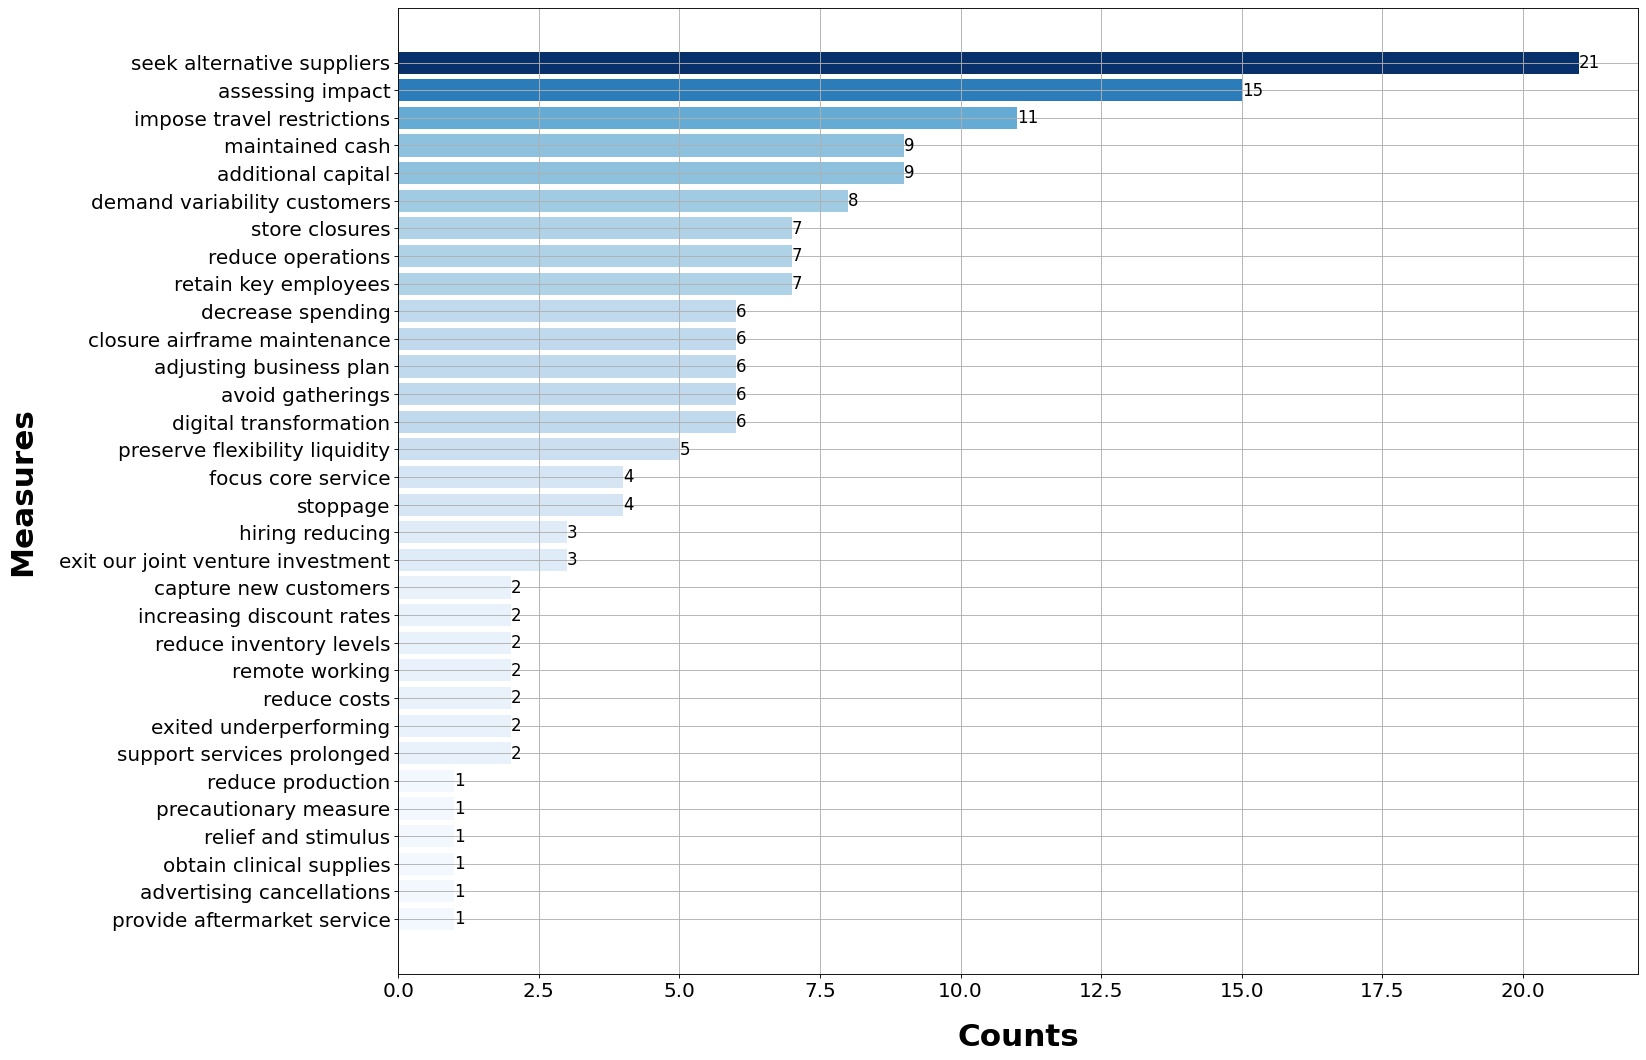 seek alternative suppliers 21
assessing impact 15
impose travel restrictions 11
maintained cash 9
additional capital 9
demand variability customers 8
store closures 7
reduce operations 7
retain key employees 7
decrease spending 6
closure airframe maintenance 6
adjusting business plan 6
avoid gatherings 6
digital transformation 6
preserve flexibility liquidity 5
focus core service 4
stoppage 4
hiring reducing 3
exit our joint venture investment 3
capture new customers 2
increasing discount rates 2
reduce inventory levels 2
remote working 2
reduce costs 2
exited underperforming 2
support services prolonged 2
reduce production 1
precautionary measure 1
relief and stimulus 1
obtain clinical supplies 1
advertising cancellations 1
provide aftermarket service 1
Measures
0.0 2.5 5.0 7.5 10.0 12.5 15.0 17.5 20.0
Counts